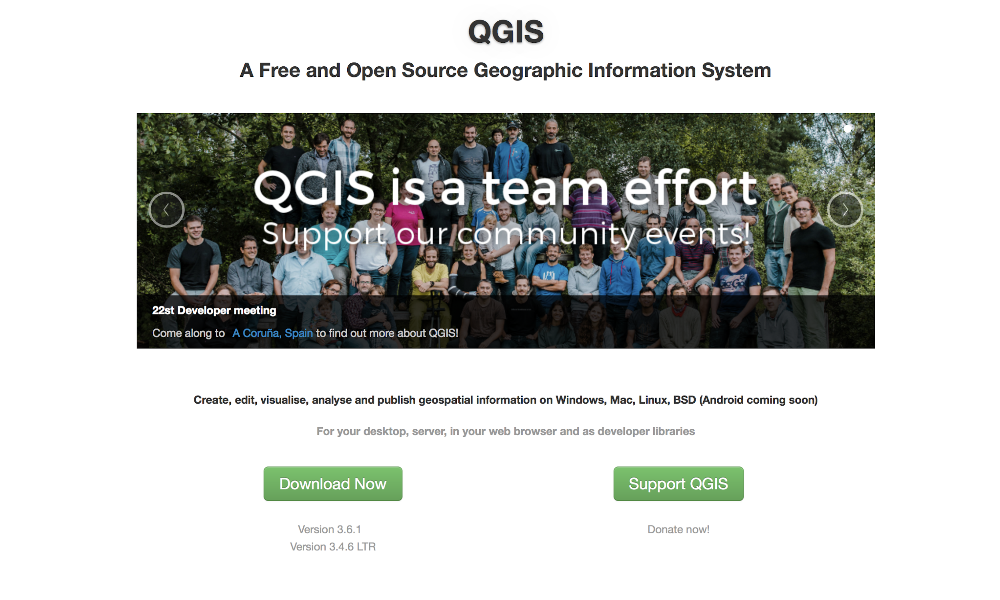 QGIS
A Free and Open Source Geographic Information System
QGIS is a team effort
Support our community events!
22st Developer meeting
Come along to A Coruña, Spain to find out more about QGIS!
Create, edit, visualise, analyse and publish geospatial information on Windows, Mac, Linux, BSD (Android coming soon)
For your desktop, server, in your web browser and as developer libraries
Download Now
Version 3.6.1
Version 3.4.6 LTR
Support QGIS
Donate now!